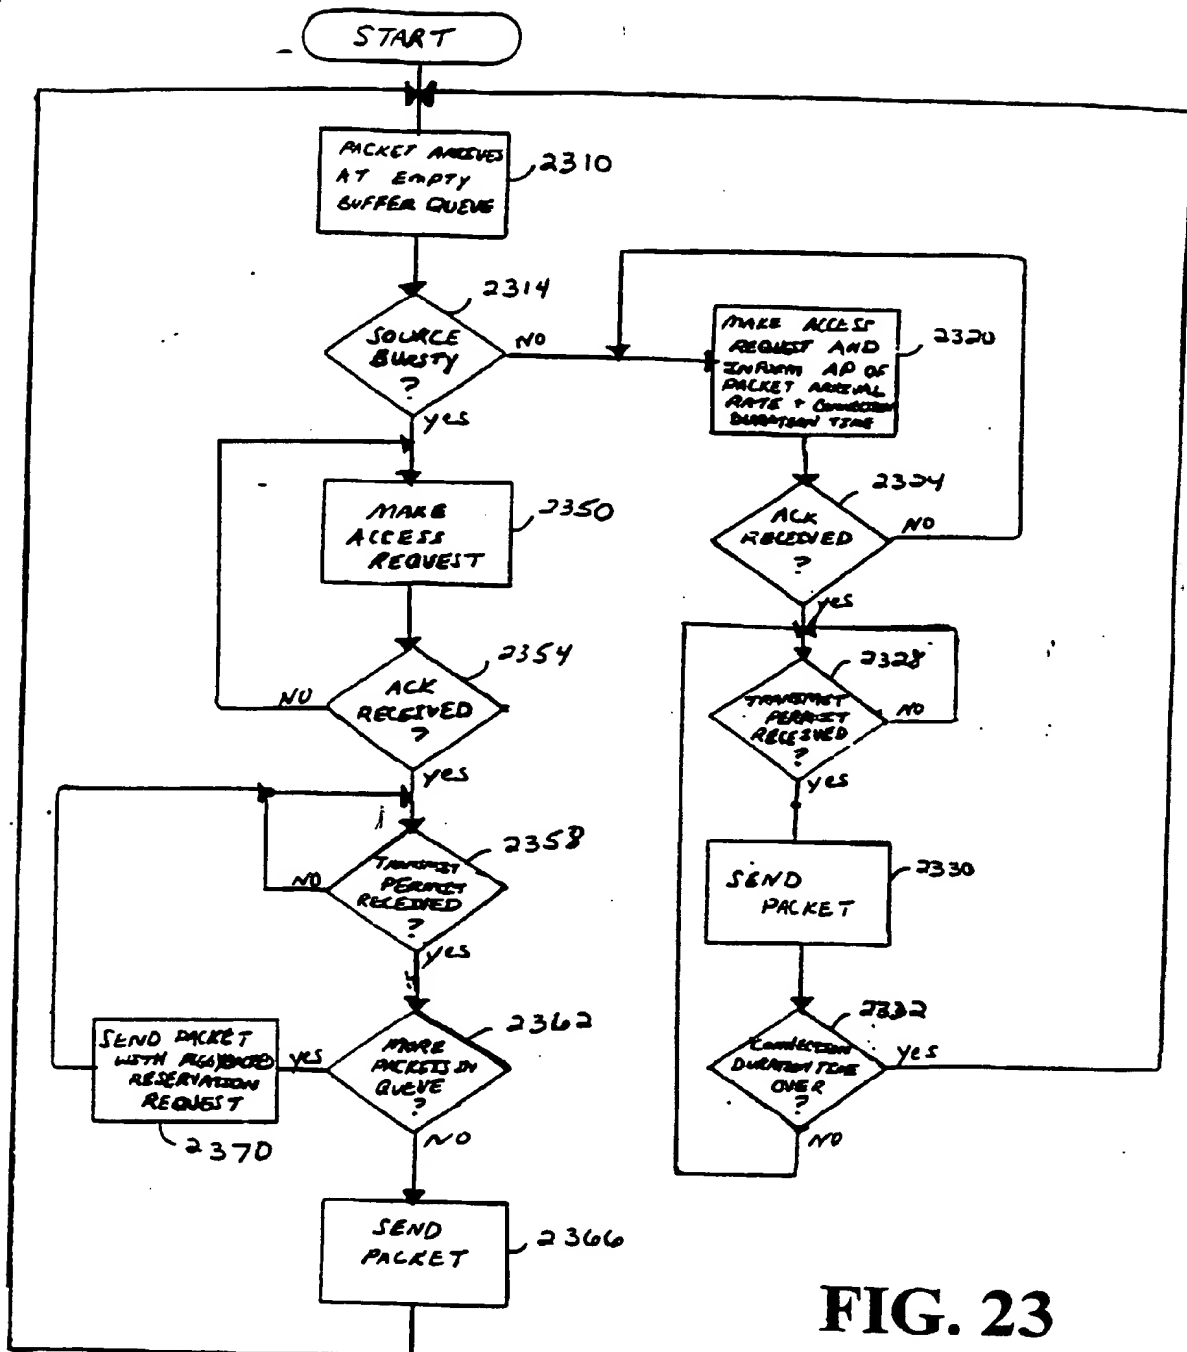 START
PACKET ARRIVES
AT EMPTY
BUFFER QUEUE
2310
2314
SOURCE
BURSTY
?
NO
yes
MAKE ACCESS
REQUEST AND
INFORM AP OF
PACKET ARRIVAL
RATE + CONNECTION
DURATION TIME
2320
ACK
RECEIVED
?
2324
NO
yes
MAKE
ACCESS
REQUEST
2350
ACK
RECEIVED
?
2354
NO
yes
TRANSMIT
PERMIT
RECEIVED
?
2328
NO
yes
TRANSMIT
PERMIT
RECEIVED
?
2358
NO
yes
SEND
PACKET
2330
CONNECTION
DURATION TIME
OVER
?
2332
yes
NO
MORE
PACKETS IN
QUEUE
?
2362
yes
NO
SEND PACKET
WITH PIGGYBACKED
RESERVATION
REQUEST
2370
SEND
PACKET
2366
FIG. 23